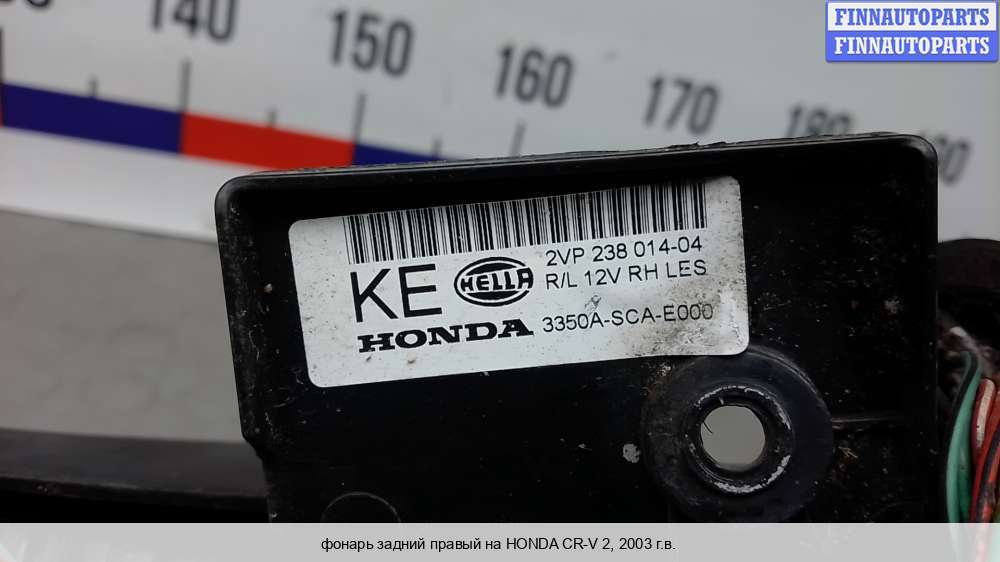 FINNAUTOPARTS
FINNAUTOPARTS
140
150
160
170
180
KE
HELLA
2VP 238 014-04
R/L 12V RH LES
HONDA
3350A-SCA-E000
фонарь задний правый на HONDA CR-V 2, 2003 г.в.